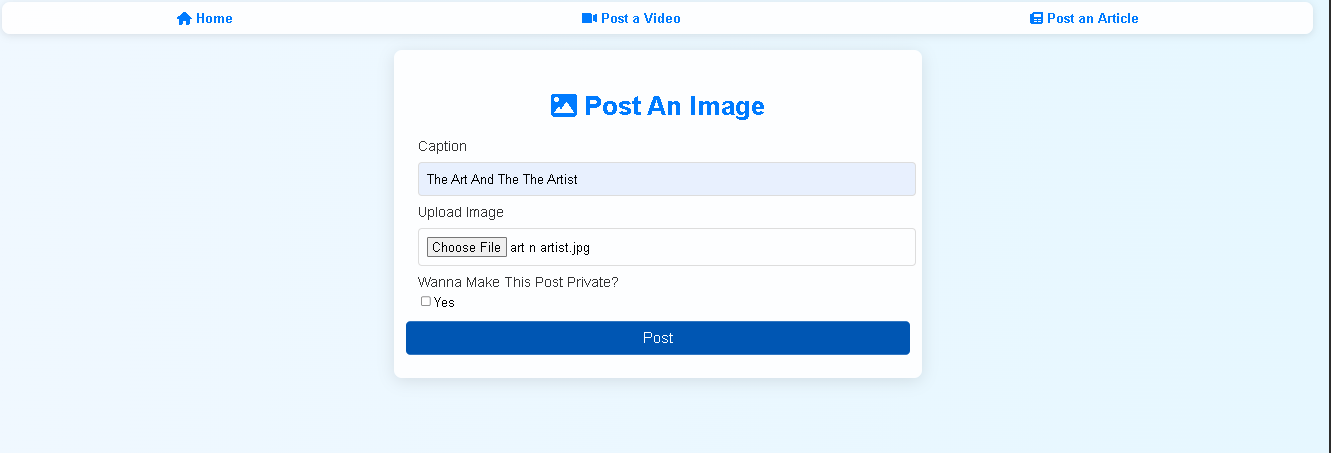 Home Post a Video Post an Article
Post An Image
Caption
The Art And The The Artist
Upload Image
Choose File art n artist.jpg
Wanna Make This Post Private?
Yes
Post